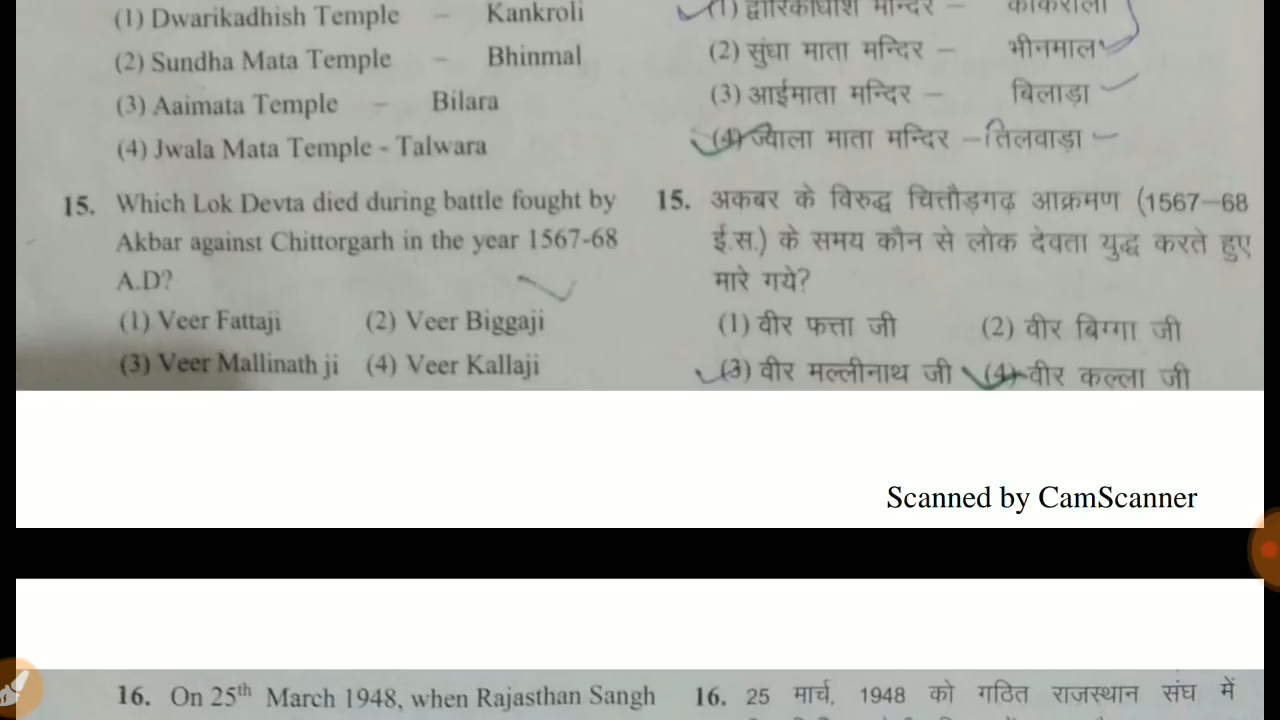 (1) Dwarikadhish Temple – Kankroli
(2) Sundha Mata Temple – Bhinmal
(3) Aaimata Temple – Bilara
(4) Jwala Mata Temple - Talwara
15. Which Lok Devta died during battle fought by
Akbar against Chittorgarh in the year 1567-68
A.D?
(1) Veer Fattaji (2) Veer Biggaji
(3) Veer Mallinath ji (4) Veer Kallaji
(1) द्वारिकाधीश मन्दिर – कांकरोली
(2) सुंधा माता मन्दिर – भीनमाल
(3) आईमाता मन्दिर – बिलाड़ा
(4) ज्वाला माता मन्दिर – तिलवाड़ा
15. अकबर के विरुद्ध चित्तौड़गढ़ आक्रमण (1567–68
ई.स.) के समय कौन से लोक देवता युद्ध करते हुए
मारे गये?
(1) वीर फत्ता जी (2) वीर बिग्गा जी
(3) वीर मल्लीनाथ जी (4) वीर कल्ला जी
Scanned by CamScanner
16. On 25th March 1948, when Rajasthan Sangh
16. 25 मार्च, 1948 को गठित राजस्थान संघ में